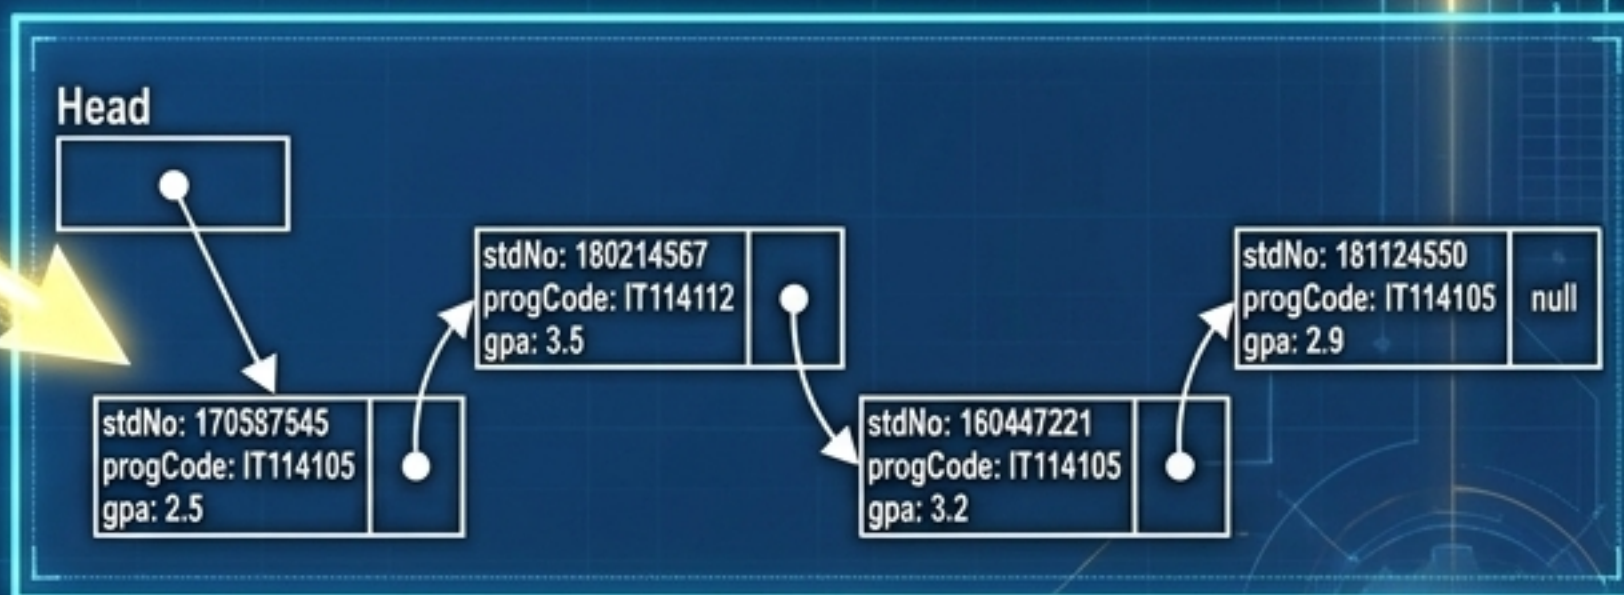 Head
stdNo: 170587545
progCode: IT114105
gpa: 2.5
stdNo: 180214567
progCode: IT114112
gpa: 3.5
stdNo: 160447221
progCode: IT114105
gpa: 3.2
stdNo: 181124550
progCode: IT114105
gpa: 2.9
null